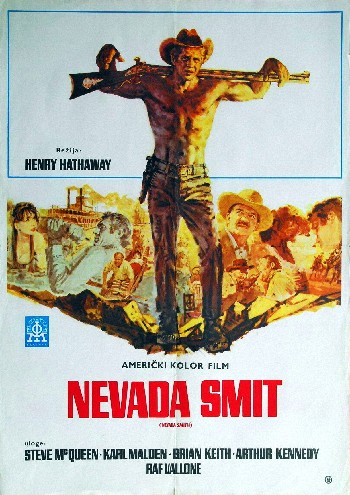 Režija:
HENRY HATHAWAY
AMERIČKI KOLOR FILM
NEVADA SMIT
(NEVADA SMITH)
uloge:
STEVE McQUEEN · KARL MALDEN · BRIAN KEITH · ARTHUR KENNEDY
RAF VALLONE